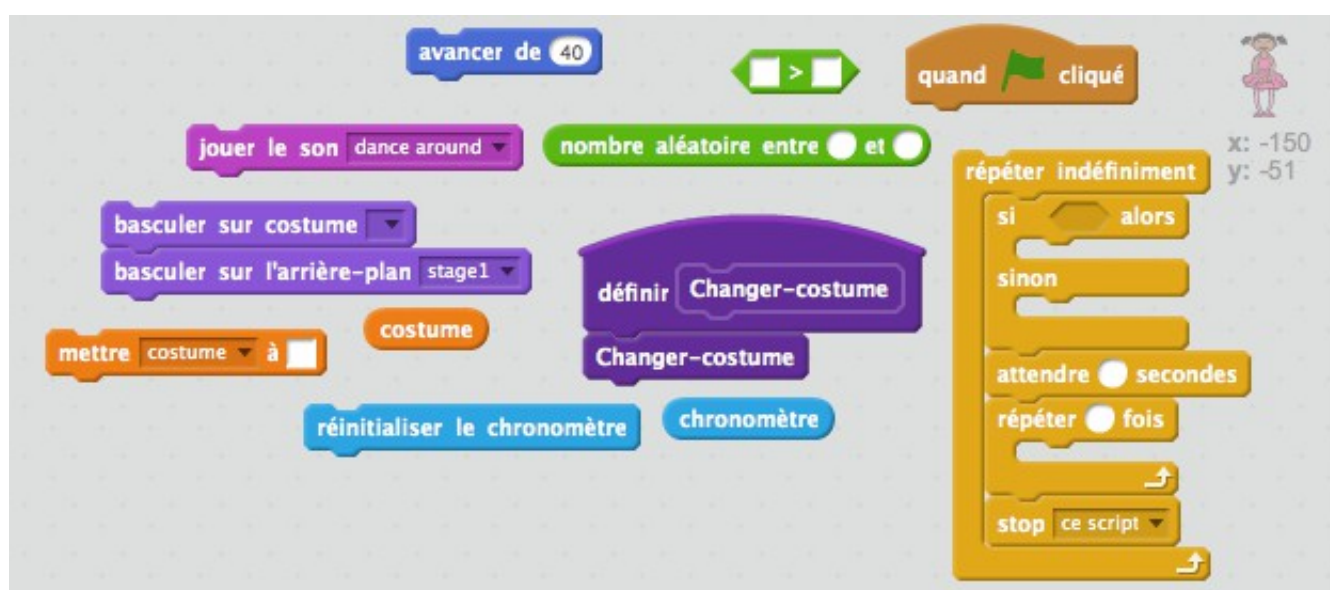 avancer de 40
>
quand cliqué
jouer le son dance around
nombre aléatoire entre et
x: -150
y: -51
répéter indéfiniment
si alors
sinon
attendre secondes
répéter fois
stop ce script
basculer sur costume
basculer sur l'arrière-plan stage1
définir Changer-costume
Changer-costume
costume
mettre costume à
réinitialiser le chronomètre
chronomètre